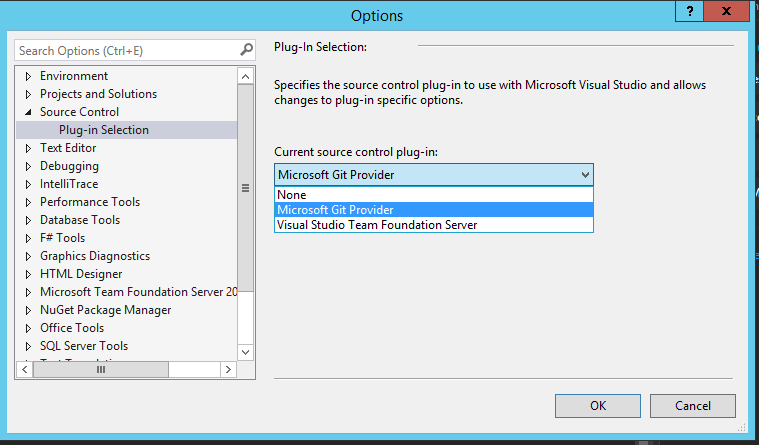 Options
?
X
Search Options (Ctrl+E)
Environment
Projects and Solutions
Source Control
Plug-in Selection
Text Editor
Debugging
IntelliTrace
Performance Tools
Database Tools
F# Tools
Graphics Diagnostics
HTML Designer
Microsoft Team Foundation Server 20
NuGet Package Manager
Office Tools
SQL Server Tools
Plug-In Selection:
Specifies the source control plug-in to use with Microsoft Visual Studio and allows
changes to plug-in specific options.
Current source control plug-in:
Microsoft Git Provider
None
Microsoft Git Provider
Visual Studio Team Foundation Server
OK
Cancel